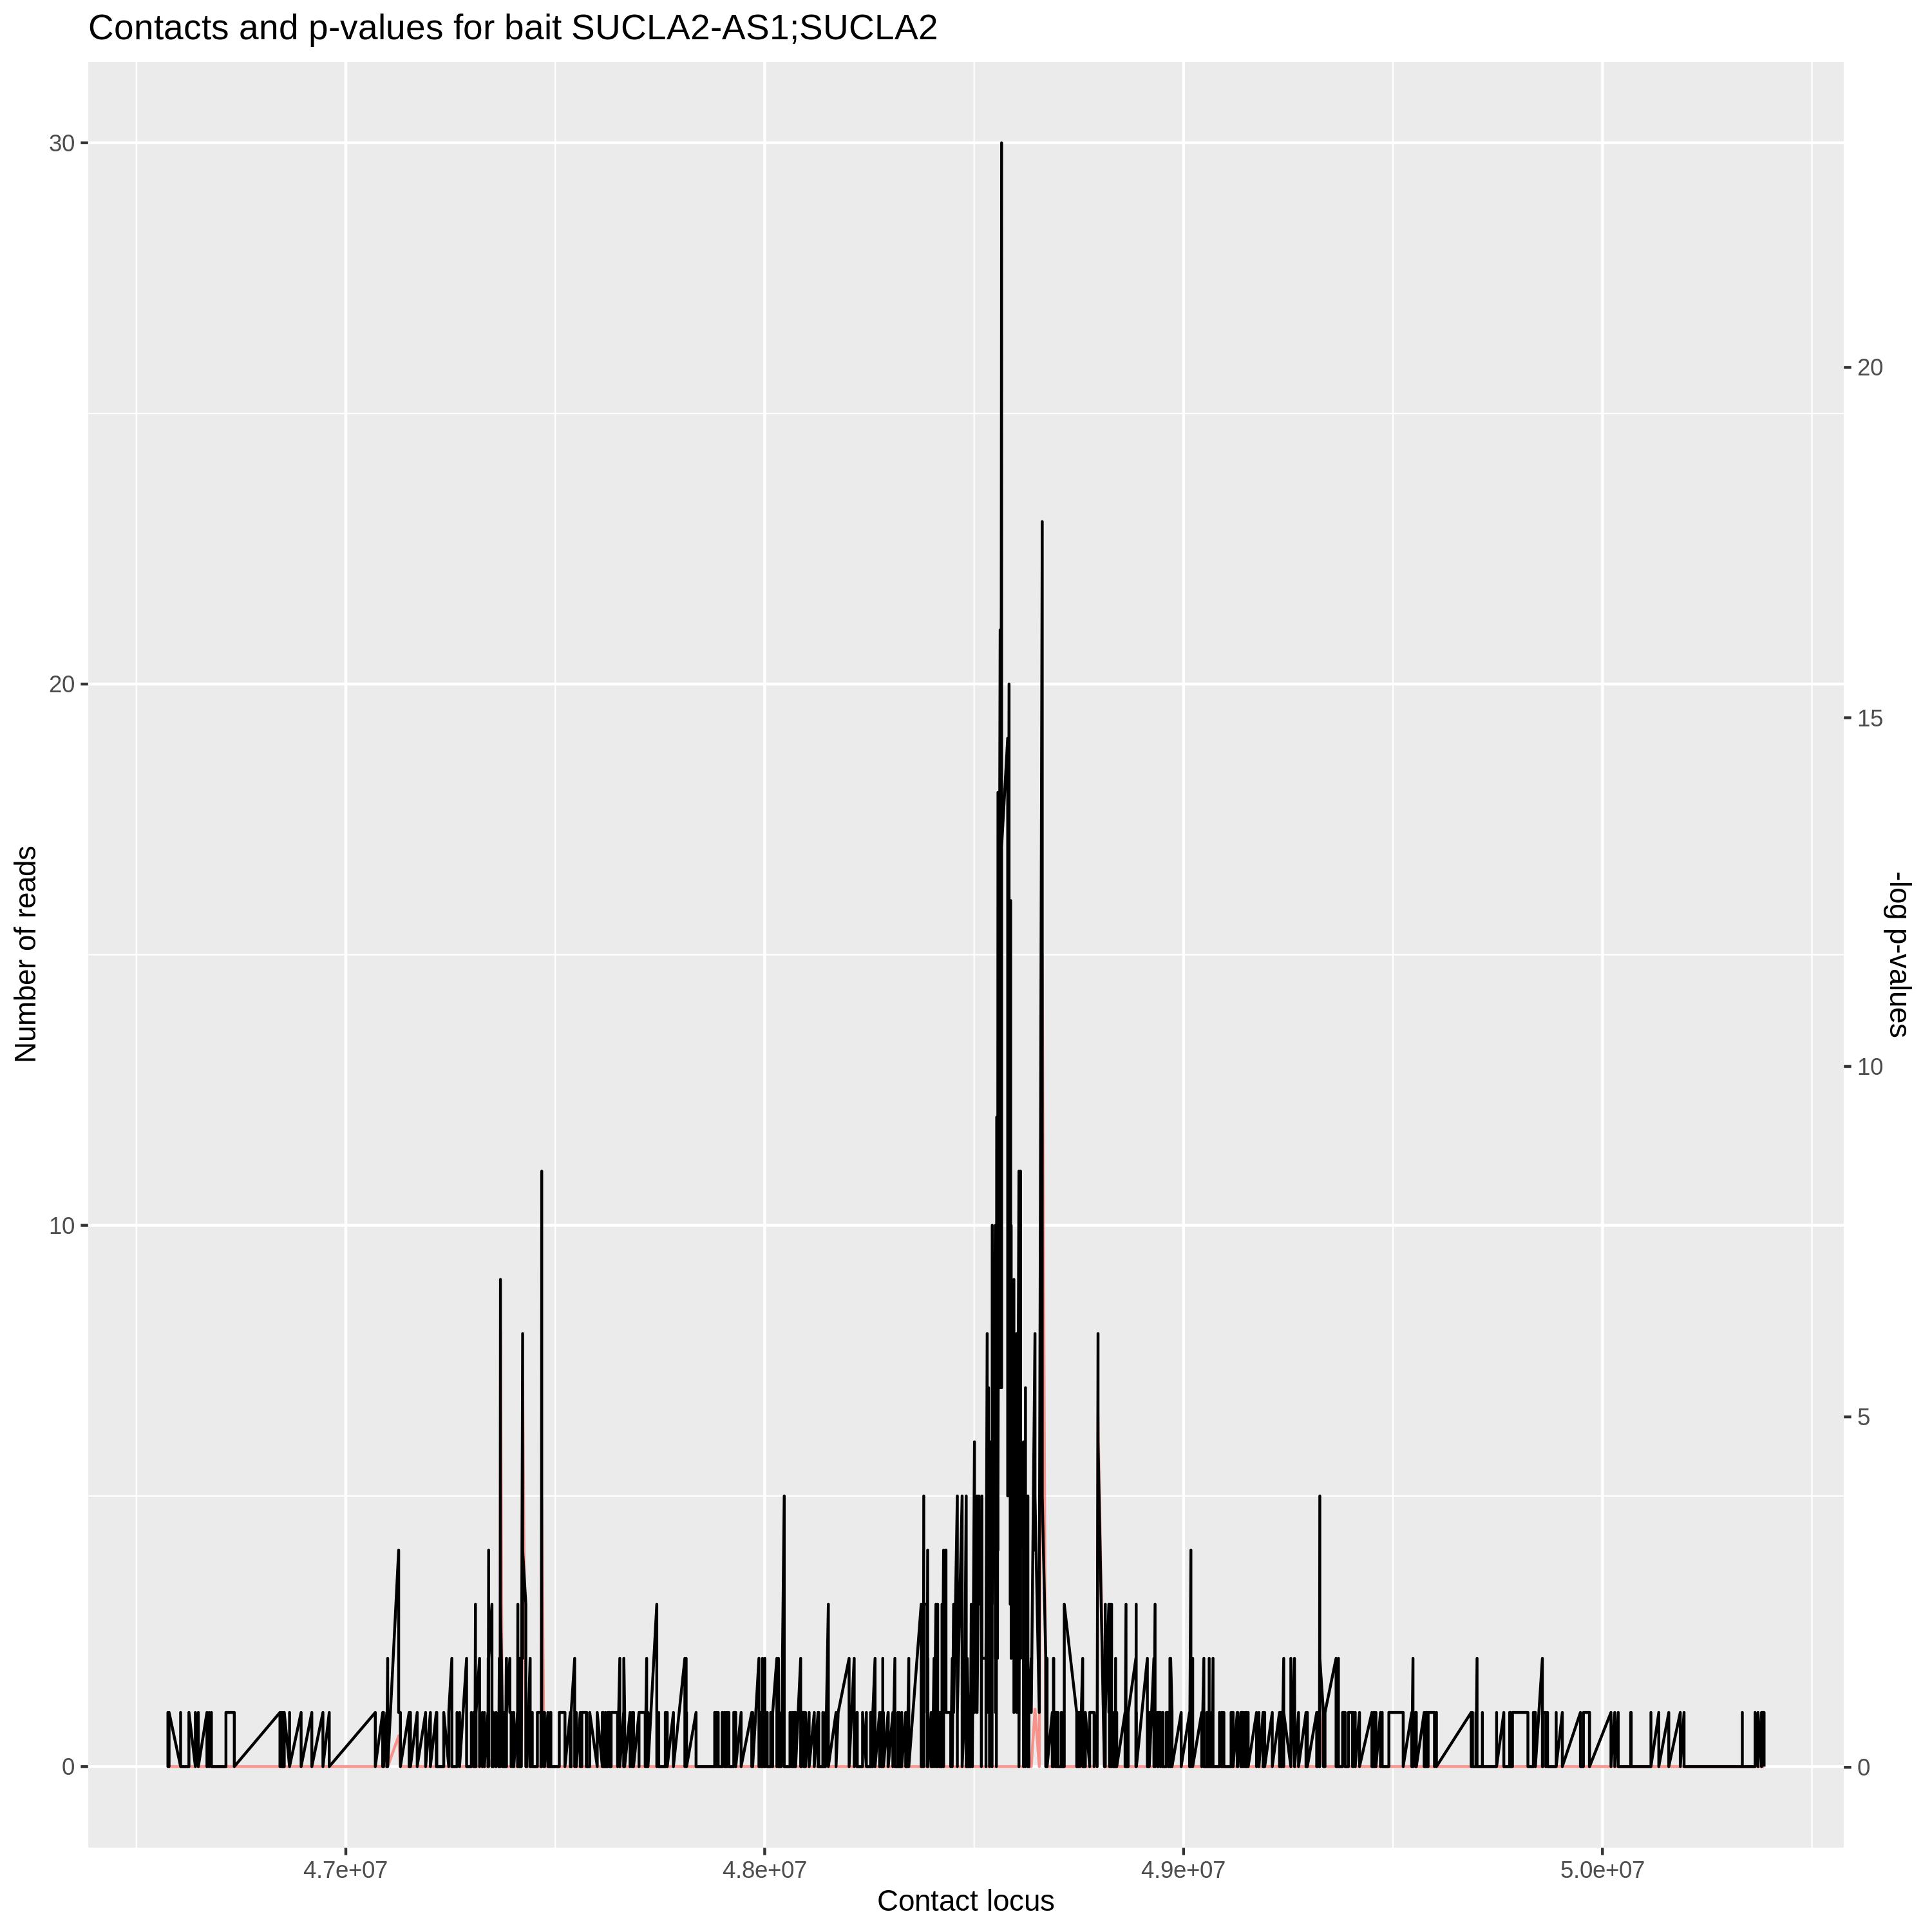 Contacts and p-values for bait SUCLA2-AS1;SUCLA2
30
20
10
0
Number of reads
20
15
10
5
0
-log p-values
4.7e+07
4.8e+07
4.9e+07
5.0e+07
Contact locus